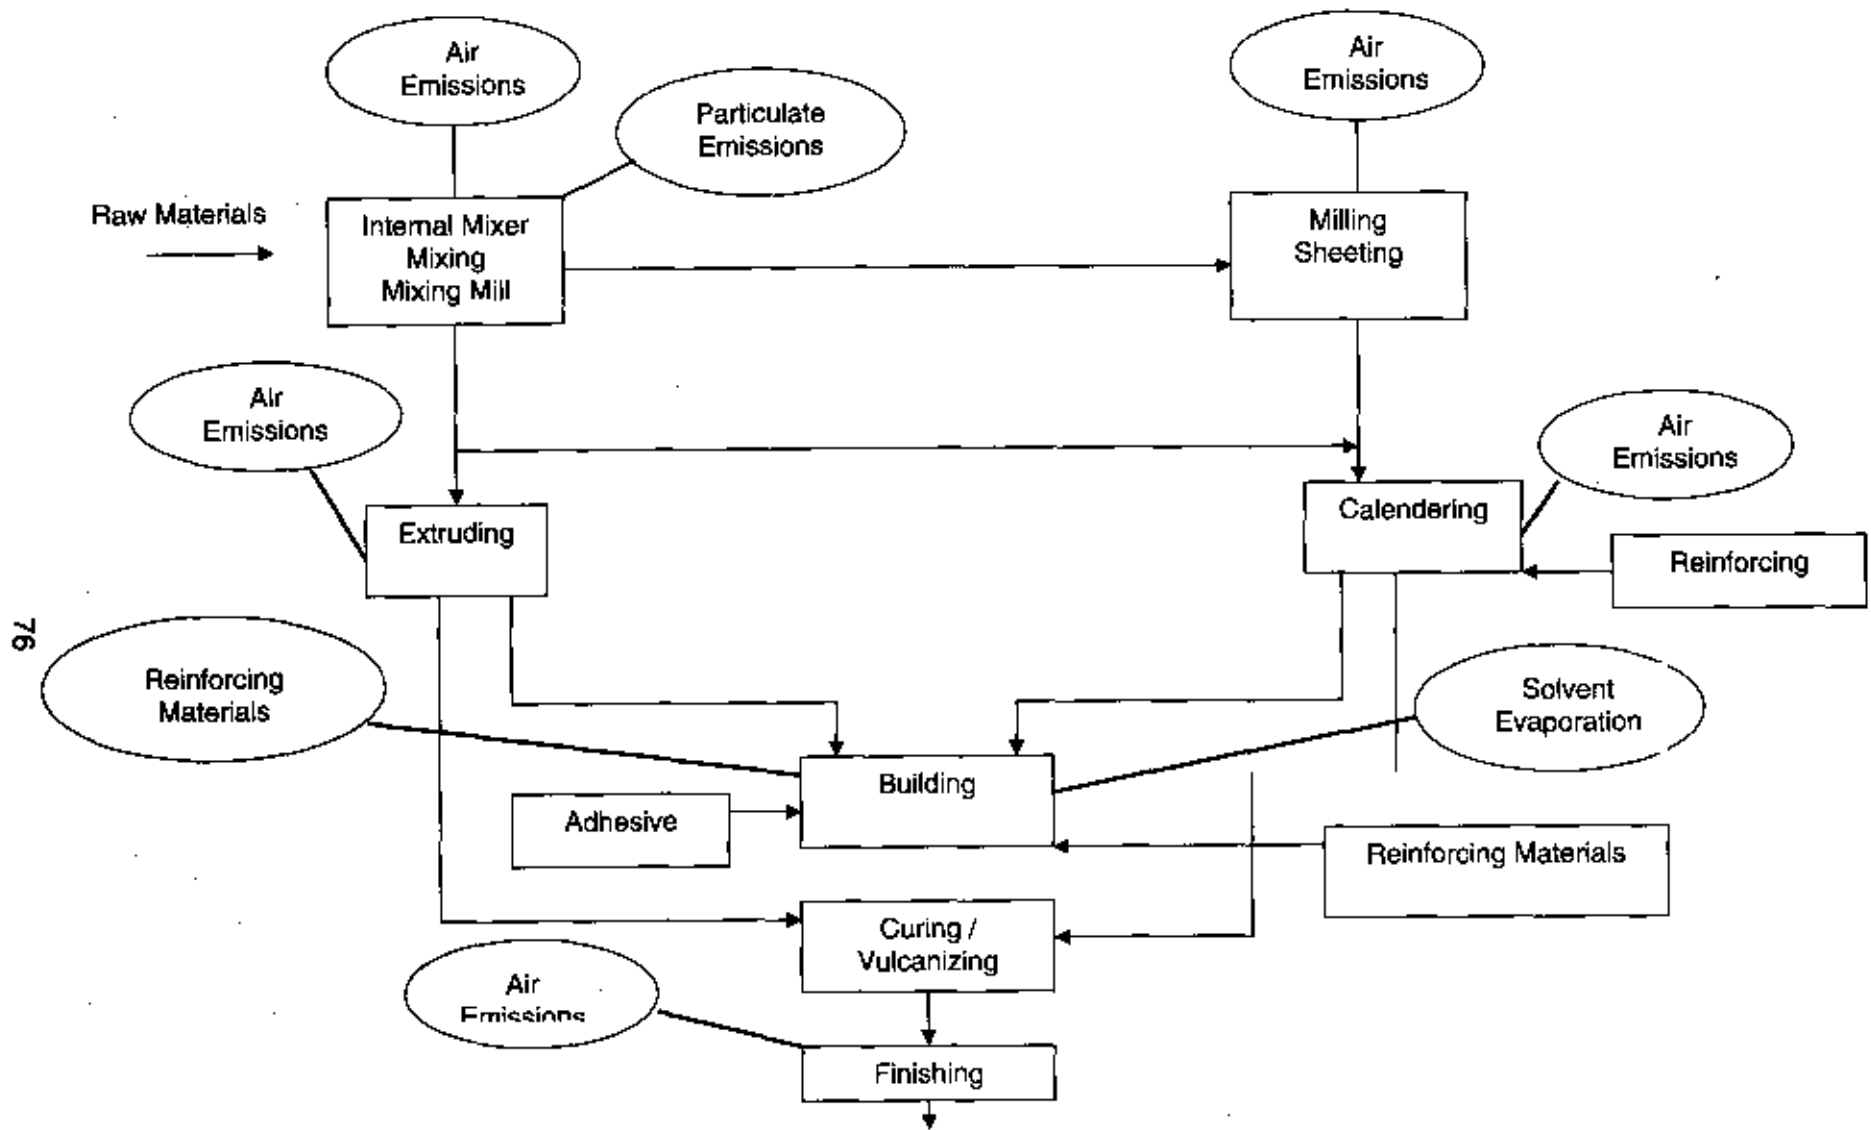 Air
Emissions
Air
Emissions
Particulate
Emissions
Raw Materials
Internal Mixer
Mixing
Mixing Mill
Milling
Sheeting
Air
Emissions
Air
Emissions
Extruding
Calendering
Reinforcing
76
Reinforcing
Materials
Solvent
Evaporation
Building
Adhesive
Reinforcing Materials
Curing /
Vulcanizing
Air
Emissions
Finishing